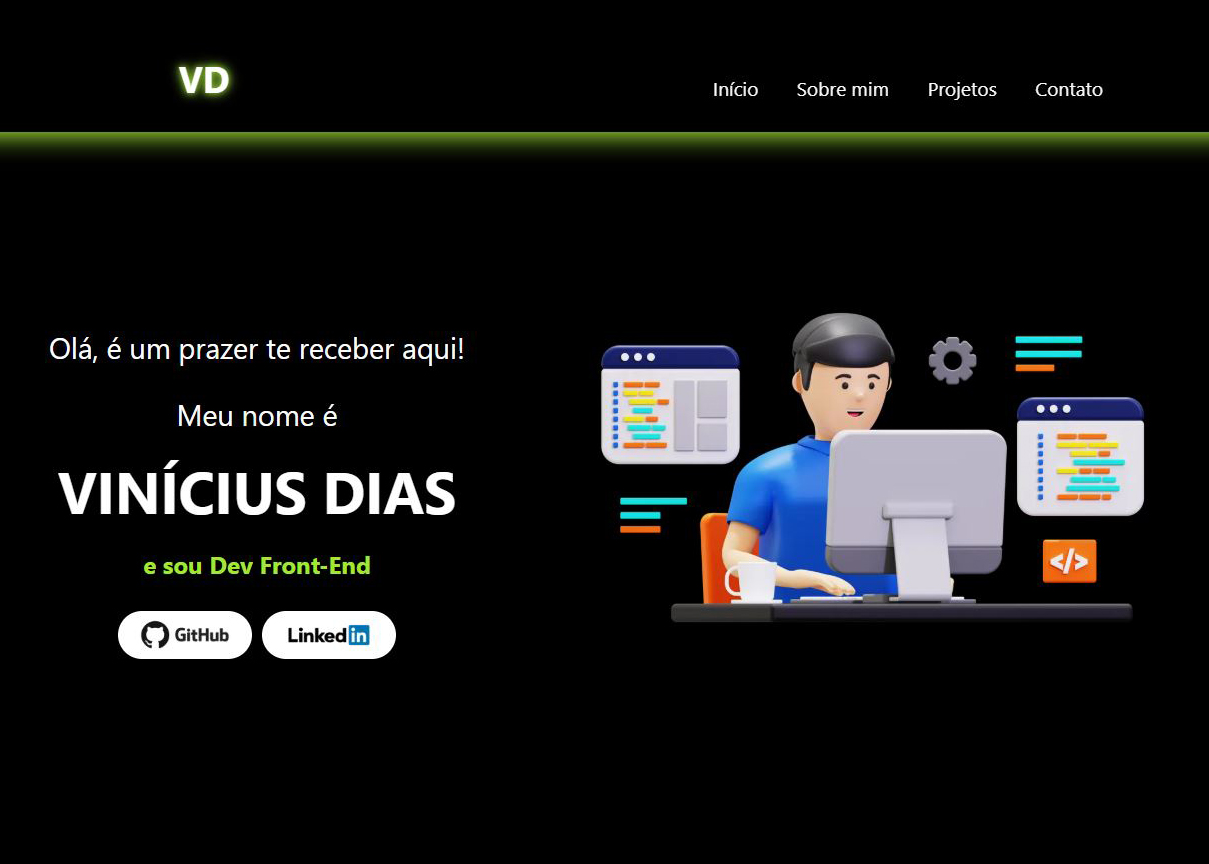 VD
Início Sobre mim Projetos Contato
Olá, é um prazer te receber aqui!
Meu nome é
VINÍCIUS DIAS
e sou Dev Front-End
GitHub Linkedin
</>